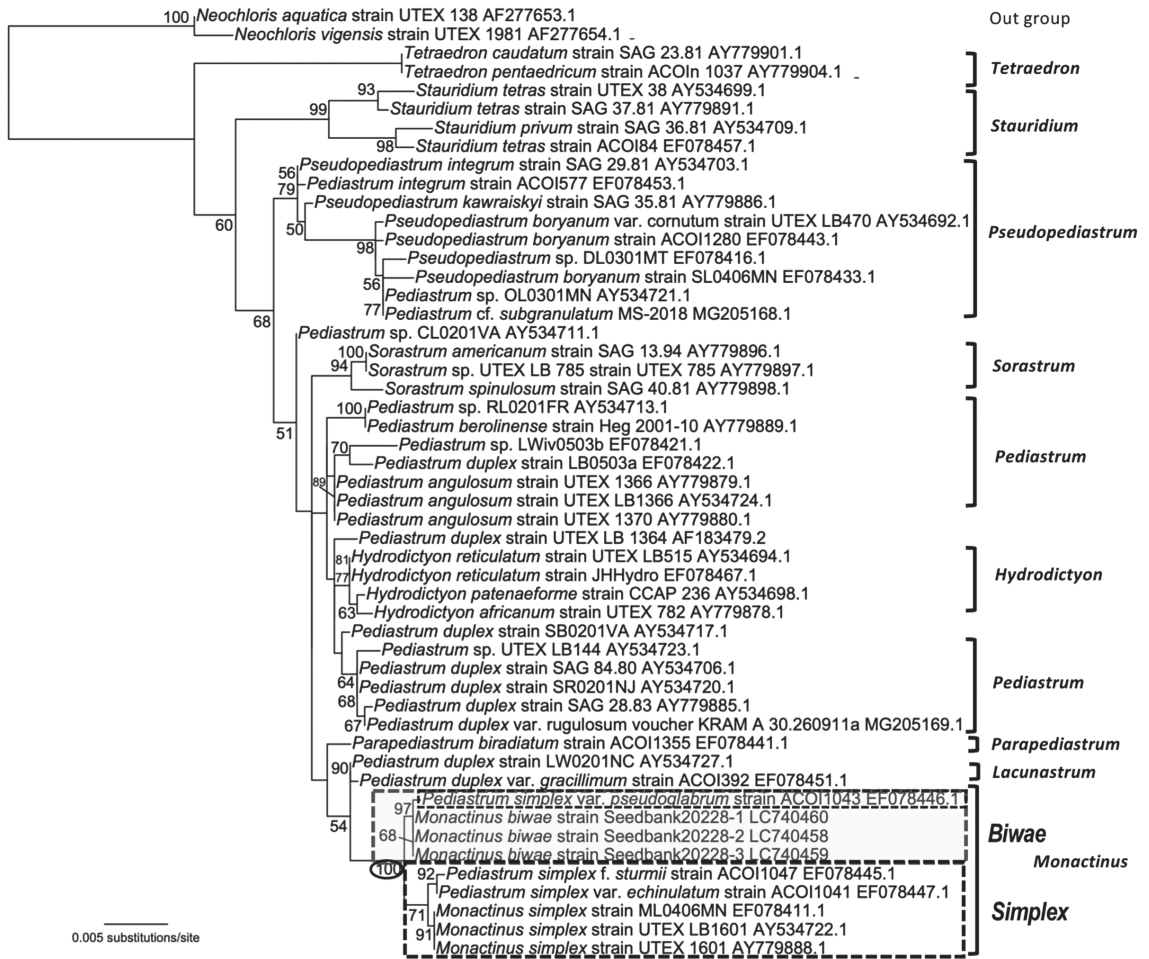 100 Neochloris aquatica strain UTEX 138 AF277653.1 Out group
Neochloris vigensis strain UTEX 1981 AF277654.1
Tetraedron caudatum strain SAG 23.81 AY779901.1
Tetraedron pentaedricum strain ACOIn 1037 AY779904.1 Tetraedron
93 Stauridium tetras strain UTEX 38 AY534699.1
99 Stauridium tetras strain SAG 37.81 AY779891.1
Stauridium privum strain SAG 36.81 AY534709.1 Stauridium
98 Stauridium tetras strain ACOI84 EF078457.1
Pseudopediastrum integrum strain SAG 29.81 AY534703.1
56
79 Pediastrum integrum strain ACOI577 EF078453.1
Pseudopediastrum kawraiskyi strain SAG 35.81 AY779886.1
60 50 Pseudopediastrum boryanum var. cornutum strain UTEX LB470 AY534692.1 Pseudopediastrum
98 Pseudopediastrum boryanum strain ACOI1280 EF078443.1
Pseudopediastrum sp. DL0301MT EF078416.1
56 Pseudopediastrum boryanum strain SL0406MN EF078433.1
Pediastrum sp. OL0301MN AY534721.1
68 77 Pediastrum cf. subgranulatum MS-2018 MG205168.1
Pediastrum sp. CL0201VA AY534711.1
100 Sorastrum americanum strain SAG 13.94 AY779896.1
94 Sorastrum sp. UTEX LB 785 strain UTEX 785 AY779897.1 Sorastrum
Sorastrum spinulosum strain SAG 40.81 AY779898.1
100 Pediastrum sp. RL0201FR AY534713.1
51 Pediastrum berolinense strain Heg 2001-10 AY779889.1
70 Pediastrum sp. LWiv0503b EF078421.1
Pediastrum duplex strain LB0503a EF078422.1 Pediastrum
89 Pediastrum angulosum strain UTEX 1366 AY779879.1
Pediastrum angulosum strain UTEX LB1366 AY534724.1
Pediastrum angulosum strain UTEX 1370 AY779880.1
Pediastrum duplex strain UTEX LB 1364 AF183479.2
81 Hydrodictyon reticulatum strain UTEX LB515 AY534694.1
77 Hydrodictyon reticulatum strain JHHydro EF078467.1 Hydrodictyon
Hydrodictyon patenaeforme strain CCAP 236 AY534698.1
63 Hydrodictyon africanum strain UTEX 782 AY779878.1
Pediastrum duplex strain SB0201VA AY534717.1
Pediastrum sp. UTEX LB144 AY534723.1
Pediastrum duplex strain SAG 84.80 AY534706.1
64 Pediastrum duplex strain SR0201NJ AY534720.1 Pediastrum
68 Pediastrum duplex strain SAG 28.83 AY779885.1
67 Pediastrum duplex var. rugulosum voucher KRAM A 30.260911a MG205169.1
Parapediastrum biradiatum strain ACOI1355 EF078441.1 Parapediastrum
90 Pediastrum duplex strain LW0201NC AY534727.1
Pediastrum duplex var. gracillimum strain ACOI392 EF078451.1 Lacunastrum
97 Pediastrum simplex var. pseudoglabrum strain ACOI1043 EF078446.1
54 Monactinus biwae strain Seedbank20228-1 LC740460
68 Monactinus biwae strain Seedbank20228-2 LC740458 Biwae
Monactinus biwae strain Seedbank20228-3 LC740459 Monactinus
100
92 Pediastrum simplex f. sturmii strain ACOI1047 EF078445.1
Pediastrum simplex var. echinulatum strain ACOI1041 EF078447.1
71 Monactinus simplex strain ML0406MN EF078411.1 Simplex
91 Monactinus simplex strain UTEX LB1601 AY534722.1
Monactinus simplex strain UTEX 1601 AY779888.1
0.005 substitutions/site